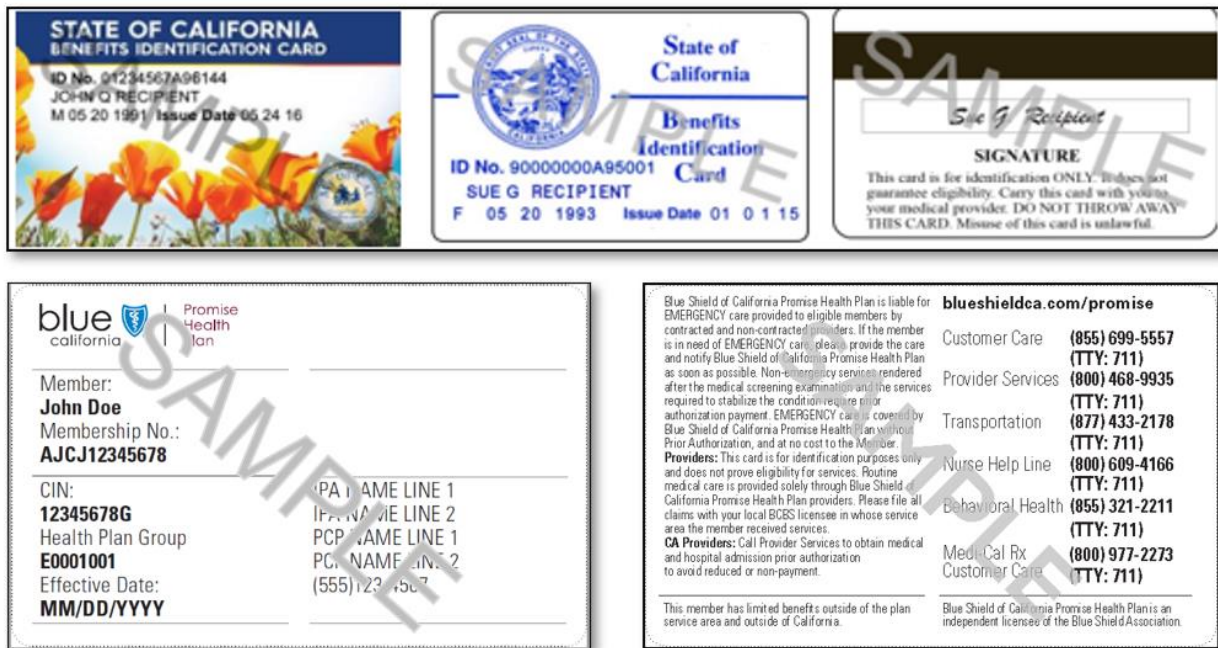 STATE OF CALIFORNIA
BENEFITS IDENTIFICATION CARD
ID No. 01234567A96144
JOHN Q RECIPIENT
M 05 20 1991 Issue Date 05 24 16
SAMPLE
State of
California
Benefits
Identification
Card
ID No. 90000000A95001
SUE G RECIPIENT
F 05 20 1993 Issue Date 01 01 15
SAMPLE
Sue G. Recipient
SIGNATURE
This card is for identification ONLY. It does not
guarantee eligibility. Carry this card with you to
your medical provider. DO NOT THROW AWAY
THIS CARD. Misuse of this card is unlawful.
SAMPLE
blue
california
Promise
Health
Plan
Member:
John Doe
Membership No.:
AJCJ12345678
CIN:
12345678G
Health Plan Group
E0001001
Effective Date:
MM/DD/YYYY
IPA NAME LINE 1
IPA NAME LINE 2
PCP NAME LINE 1
PCP NAME LINE 2
(555)123-4567
SAMPLE
Blue Shield of California Promise Health Plan is liable for
EMERGENCY care provided to eligible members by
contracted and non-contracted providers. If the member
is in need of EMERGENCY care, please provide the care
and notify Blue Shield of California Promise Health Plan
as soon as possible. Non-emergency services rendered
after the medical screening examination and the services
required to stabilize the condition require prior
authorization payment. EMERGENCY care is covered by
Blue Shield of California Promise Health Plan without
Prior Authorization, and at no cost to the Member.
Providers: This card is for identification purposes only
and does not prove eligibility for services. Routine
medical care is provided solely through Blue Shield of
California Promise Health Plan providers. Please file all
claims with your local BCBS licensee in whose service
area the member received services.
CA Providers: Call Provider Services to obtain medical
and hospital admission prior authorization
to avoid reduced or non-payment.
This member has limited benefits outside of the plan
service area and outside of California.
blueshieldca.com/promise
Customer Care (855) 699-5557
(TTY: 711)
Provider Services (800) 468-9935
(TTY: 711)
Transportation (877) 433-2178
(TTY: 711)
Nurse Help Line (800) 609-4166
(TTY: 711)
Behavioral Health (855) 321-2211
(TTY: 711)
Medi-Cal Rx (800) 977-2273
Customer Care (TTY: 711)
Blue Shield of California Promise Health Plan is an
independent licensee of the Blue Shield Association.
SAMPLE